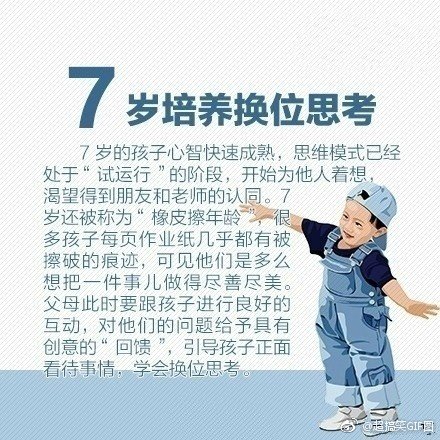 7岁培养换位思考
7岁的孩子心智快速成熟，思维模式已经
处于“试运行”的阶段，开始为他人着想，
渴望得到朋友和老师的认同。7
岁还被称为“橡皮擦年龄”，很
多孩子每页作业纸几乎都有被
擦破的痕迹，可见他们是多么
想把一件事儿做得尽善尽美。
父母此时要跟孩子进行良好的
互动，对他们的问题给予具有
创意的“回馈”，引导孩子正面
看待事情，学会换位思考。
@超搞笑GIF图